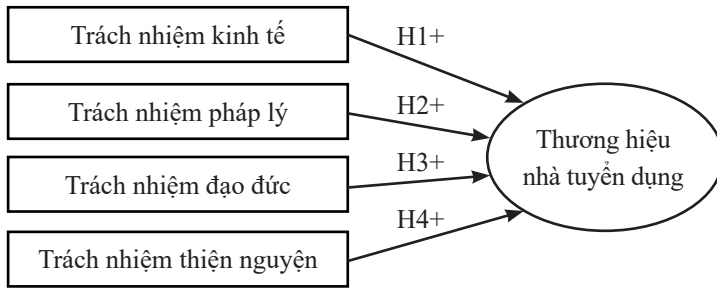 Trách nhiệm kinh tế
H1+
Trách nhiệm pháp lý
H2+
Trách nhiệm đạo đức
H3+
Trách nhiệm thiện nguyện
H4+
Thương hiệu
nhà tuyển dụng